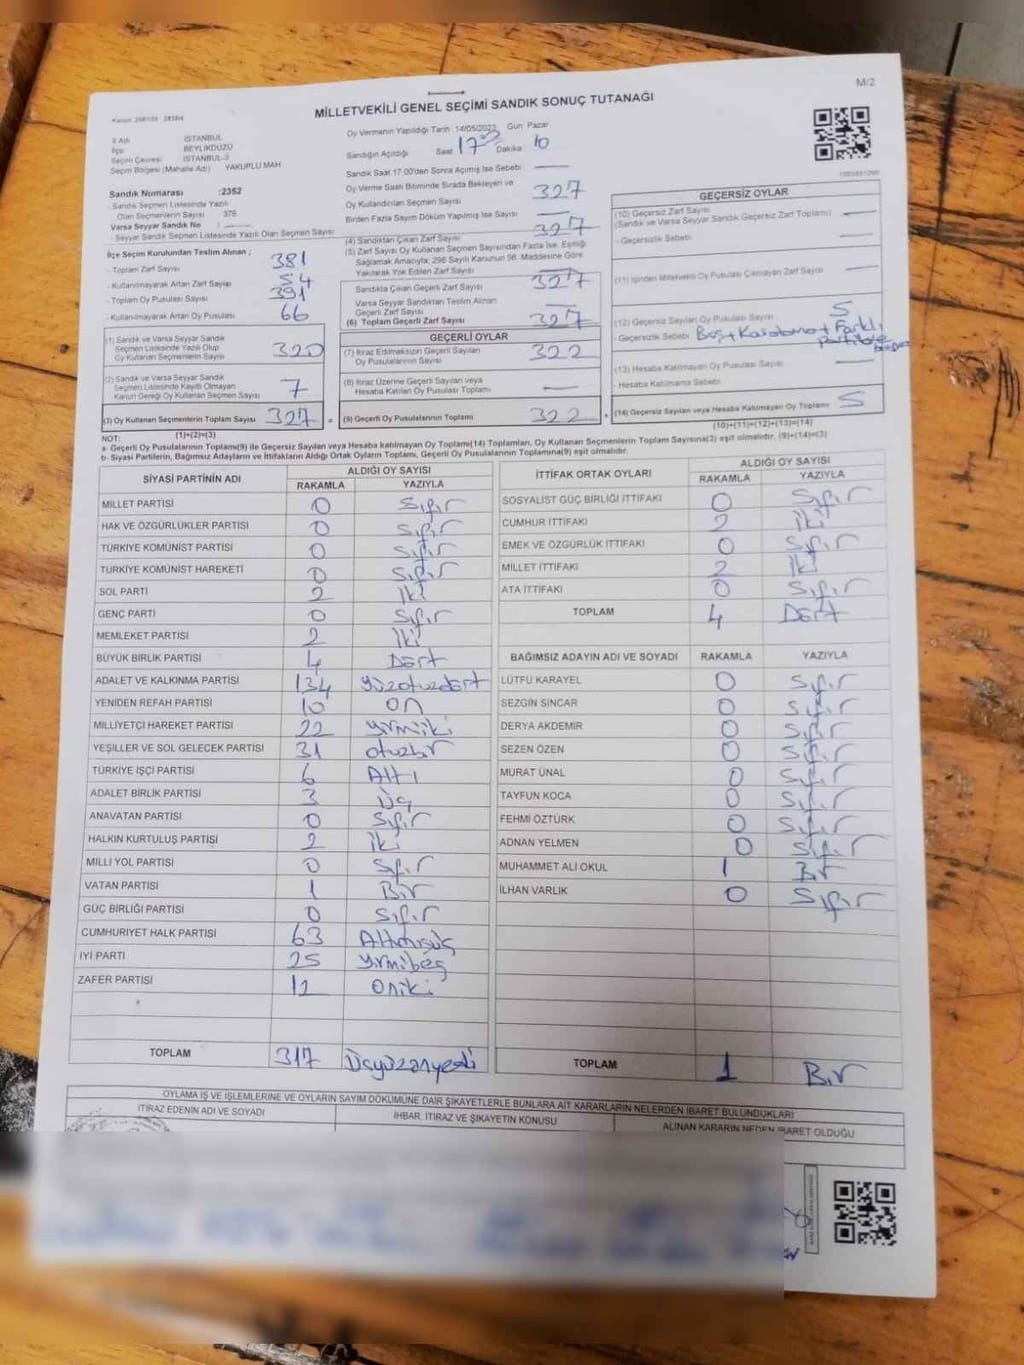 M/2
MİLLETVEKİLİ GENEL SEÇİMİ SANDIK SONUÇ TUTANAĞI
İl Adı İSTANBUL
İlçe BEYLİKDÜZÜ
Seçim Çevresi İSTANBUL-3
Seçim Bölgesi (Mahalle Adı) YAKUPLU MAH
Sandık Numarası :2352
- Sandık Seçmen Listesinde Yazılı
Olan Seçmenlerin Sayısı : 376
Varsa Seyyar Sandık No
- Seyyar Sandık Seçmen Listesinde Yazılı Olan Seçmen Sayısı
Oy Vermenin Yapıldığı Tarih 14/05/2023 Gün Pazar
Sandığın Açıldığı Saat 17 Dakika 10
Sandık Saat 17:00'den Sonra Açılmış İse Sebebi
Oy Verme Saati Bitiminde Sırada Bekleyen ve
Oy Kullandırılan Seçmen Sayısı 327
Birden Fazla Sayım Döküm Yapılmış İse Sayısı
İlçe Seçim Kurulundan Teslim Alınan ;
- Toplam Zarf Sayısı 381
- Kullanılmayarak Artan Zarf Sayısı 54
- Toplam Oy Pusulası Sayısı 391
- Kullanılmayarak Artan Oy Pusulası 66
(1) Sandık ve Varsa Seyyar Sandık
Seçmen Listesinde Yazılı Olup
Oy Kullanan Seçmenlerin Sayısı 320
(2) Sandık ve Varsa Seyyar Sandık
Seçmen Listesinde Kaydı Olmayan
Kanun Gereği Oy Kullanan Seçmen Sayısı 7
(3) Oy Kullanan Seçmenlerin Toplam Sayısı 327
(1)+(2)=(3)
(4) Sandıktan Çıkan Zarf Sayısı 327
(5) Zarf Sayısı Oy Kullanan Seçmen Sayısından Fazla İse, Eşitliği
Sağlamak Amacıyla; 298 Sayılı Kanunun 98. Maddesine Göre
Yakılarak Yok Edilen Zarf Sayısı
Sandıkta Çıkan Geçerli Zarf Sayısı 327
Varsa Seyyar Sandıktan Teslim Alınan
Geçerli Zarf Sayısı
(6) Toplam Geçerli Zarf Sayısı 327
GEÇERLİ OYLAR
(7) İtiraz Edilmeksizin Geçerli Sayılan
Oy Pusulalarının Sayısı 322
(8) İtiraz Üzerine Geçerli Sayılan veya
Hesaba Katılan Oy Pusulası Toplamı
(9) Geçerli Oy Pusulalarının Toplamı 322
GEÇERSİZ OYLAR
(10) Geçersiz Zarf Sayısı
(Sandık ve Varsa Seyyar Sandık Geçersiz Zarf Toplamı)
- Geçersizlik Sebebi
(11) İçinden Milletvekili Oy Pusulası Çıkmayan Zarf Sayısı
(12) Geçersiz Sayılan Oy Pusulası Sayısı 5
- Geçersizlik Sebebi Boş + Karalama + Farklı
(13) Hesaba Katılmayan Oy Pusulası Sayısı
- Hesaba Katılmama Sebebi
(14) Geçersiz Sayılan veya Hesaba Katılmayan Oy Toplamı 5
(10)+(11)+(12)+(13)=(14)
NOT:
a- Geçerli Oy Pusulalarının Toplamı(9) ile Geçersiz Sayılan veya Hesaba katılmayan Oy Toplamı(14) Toplamları, Oy Kullanan Seçmenlerin Toplam Sayısına(3) eşit olmalıdır. (9)+(14)=(3)
b- Siyasi Partilerin, Bağımsız Adayların ve İttifakların Aldığı Ortak Oyların Toplamı, Geçerli Oy Pusulalarının Toplamına(9) eşit olmalıdır.
SİYASİ PARTİNİN ADI ALDIĞI OY SAYISI
RAKAMLA YAZIYLA
MİLLET PARTİSİ 0 Sıfır
HAK VE ÖZGÜRLÜKLER PARTİSİ 0 Sıfır
TÜRKİYE KOMÜNİST PARTİSİ 0 Sıfır
TÜRKİYE KOMÜNİST HAREKETİ 0 Sıfır
SOL PARTİ 2 İki
GENÇ PARTİ 0 Sıfır
MEMLEKET PARTİSİ 2 İki
BÜYÜK BİRLİK PARTİSİ 4 Dört
ADALET VE KALKINMA PARTİSİ 134 Yüzotuzdört
YENİDEN REFAH PARTİSİ 10 On
MİLLİYETÇİ HAREKET PARTİSİ 22 Yirmiiki
YEŞİLLER VE SOL GELECEK PARTİSİ 31 otuzbir
TÜRKİYE İŞÇİ PARTİSİ 6 Altı
ADALET BİRLİK PARTİSİ 3 Üç
ANAVATAN PARTİSİ 0 Sıfır
HALKIN KURTULUŞ PARTİSİ 2 İki
MİLLİ YOL PARTİSİ 0 Sıfır
VATAN PARTİSİ 1 Bir
GÜÇ BİRLİĞİ PARTİSİ 0 Sıfır
CUMHURİYET HALK PARTİSİ 63 Altmışüç
İYİ PARTİ 25 Yirmibeş
ZAFER PARTİSİ 12 Oniki
TOPLAM 317 Üçyüzonyedi
İTTİFAK ORTAK OYLARI ALDIĞI OY SAYISI
RAKAMLA YAZIYLA
SOSYALİST GÜÇ BİRLİĞİ İTTİFAKI 0 Sıfır
CUMHUR İTTİFAKI 2 İki
EMEK VE ÖZGÜRLÜK İTTİFAKI 0 Sıfır
MİLLET İTTİFAKI 2 İki
ATA İTTİFAKI 0 Sıfır
TOPLAM 4 Dört
BAĞIMSIZ ADAYIN ADI VE SOYADI RAKAMLA YAZIYLA
LÜTFÜ KARAYEL 0 Sıfır
SEZGİN SİNCAR 0 Sıfır
DERYA AKDEMİR 0 Sıfır
SEZEN ÖZEN 0 Sıfır
MURAT ÜNAL 0 Sıfır
TAYFUN KOCA 0 Sıfır
FEHMİ ÖZTÜRK 0 Sıfır
ADNAN YELMEN 0 Sıfır
MUHAMMET ALİ OKUL 1 Bir
İLHAN VARLIK 0 Sıfır
TOPLAM 1 Bir
OYLAMA İŞ VE İŞLEMLERİNE VE OYLARIN SAYIM DÖKÜMÜNE DAİR ŞİKAYETLERLE BUNLARA AİT KARARLARIN NELERDEN İBARET BULUNDUKLARI
İTİRAZ EDENİN ADI VE SOYADI İHBAR, İTİRAZ VE ŞİKAYETİN KONUSU ALINAN KARARIN NEDEN İBARET OLDUĞU